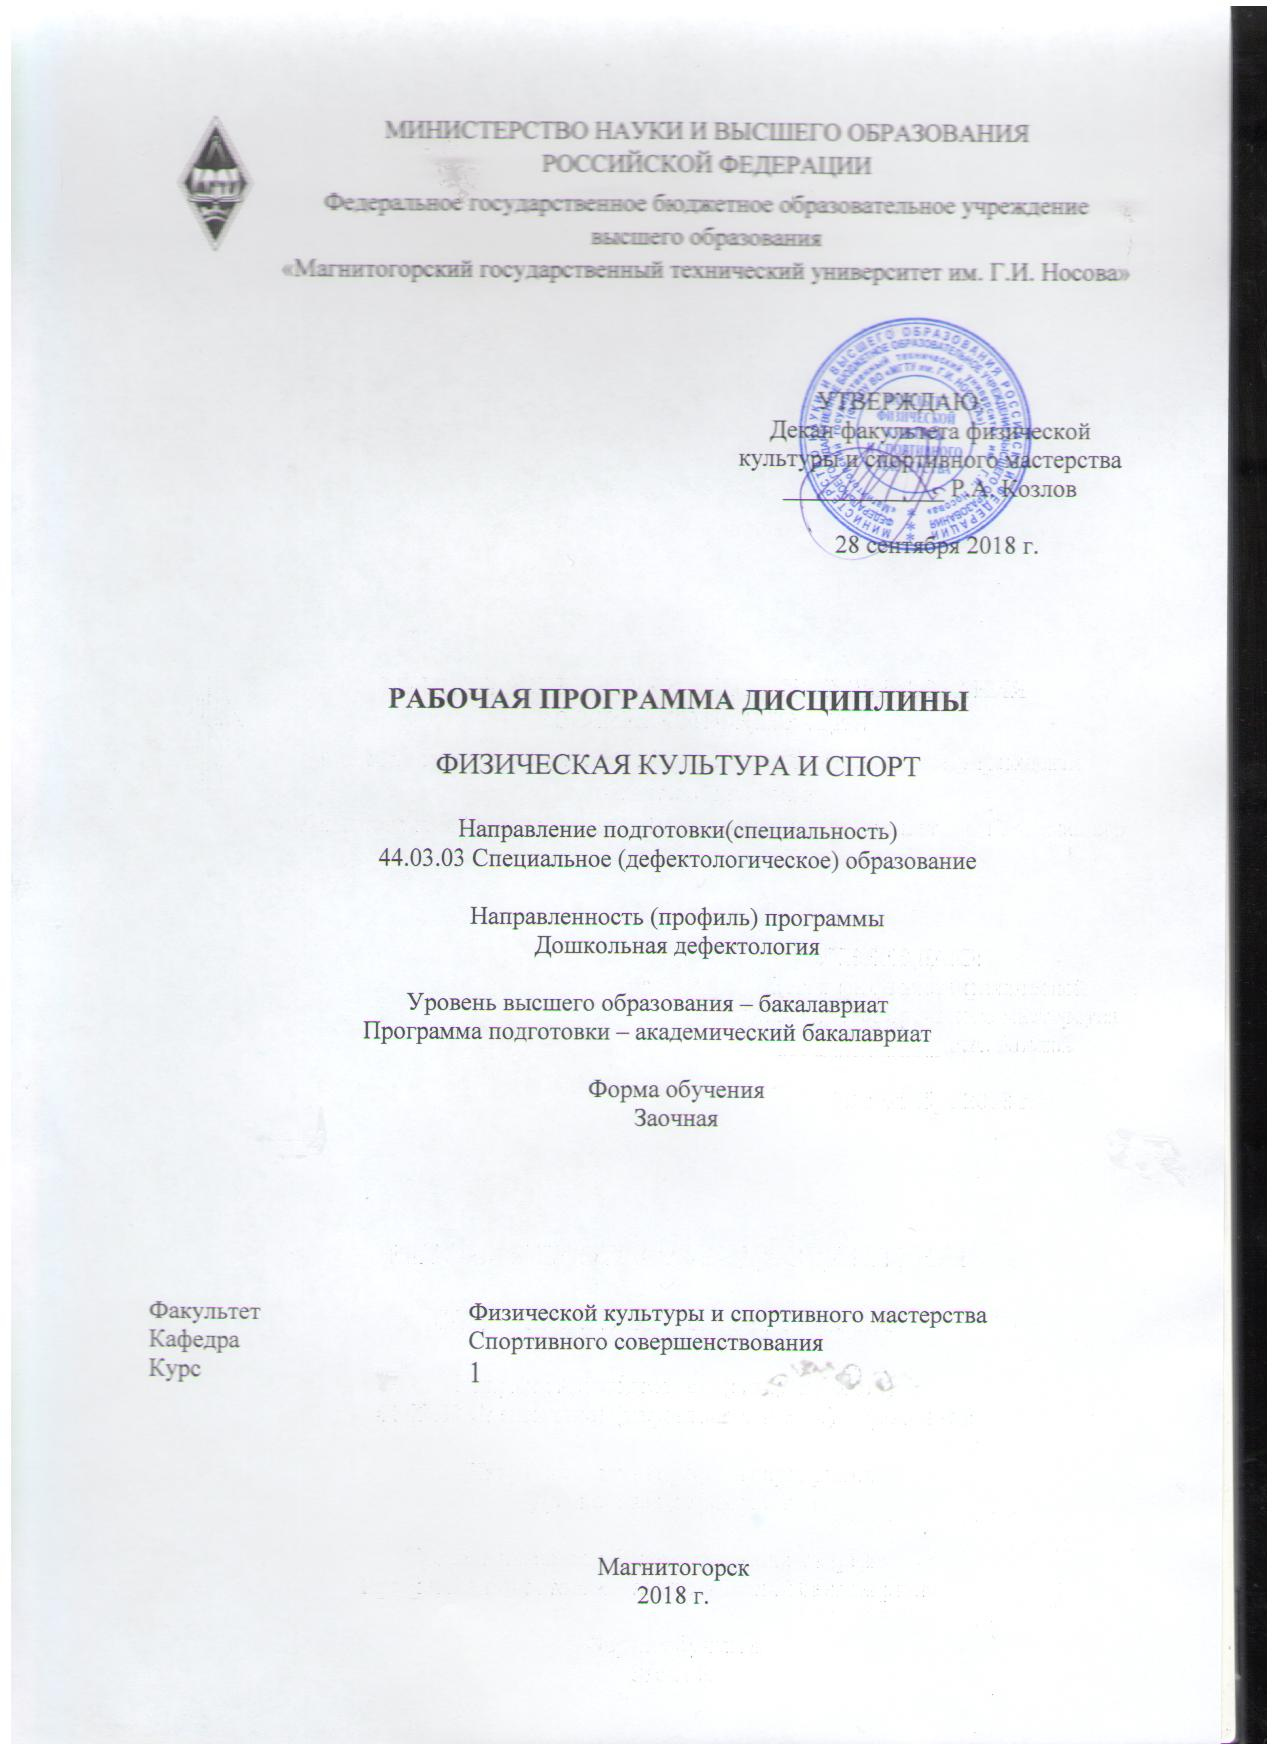 МИНИСТЕРСТВО НАУКИ И ВЫСШЕГО ОБРАЗОВАНИЯ
РОССИЙСКОЙ ФЕДЕРАЦИИ
Федеральное государственное бюджетное образовательное учреждение
высшего образования
«Магнитогорский государственный технический университет им. Г.И. Носова»
УТВЕРЖДАЮ
Декан факультета физической
культуры и спортивного мастерства
Р.А. Козлов
28 сентября 2018 г.
РАБОЧАЯ ПРОГРАММА ДИСЦИПЛИНЫ
ФИЗИЧЕСКАЯ КУЛЬТУРА И СПОРТ
Направление подготовки(специальность)
44.03.03 Специальное (дефектологическое) образование
Направленность (профиль) программы
Дошкольная дефектология
Уровень высшего образования – бакалавриат
Программа подготовки – академический бакалавриат
Форма обучения
Заочная
Факультет Физической культуры и спортивного мастерства
Кафедра Спортивного совершенствования
Курс 1
Магнитогорск
2018 г.